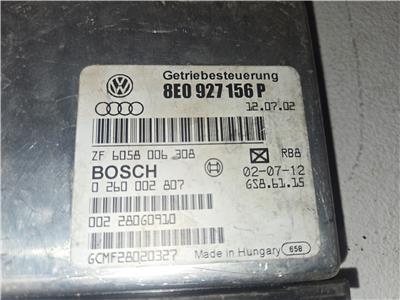 Getriebesteuerung
8E0 927 156 P
12.07.02
ZF 6058 006 308
RB8
BOSCH
02-07-12
0 260 002 807
GS8.61.15
002 28060910
GCMF28020327
Made in Hungary
658